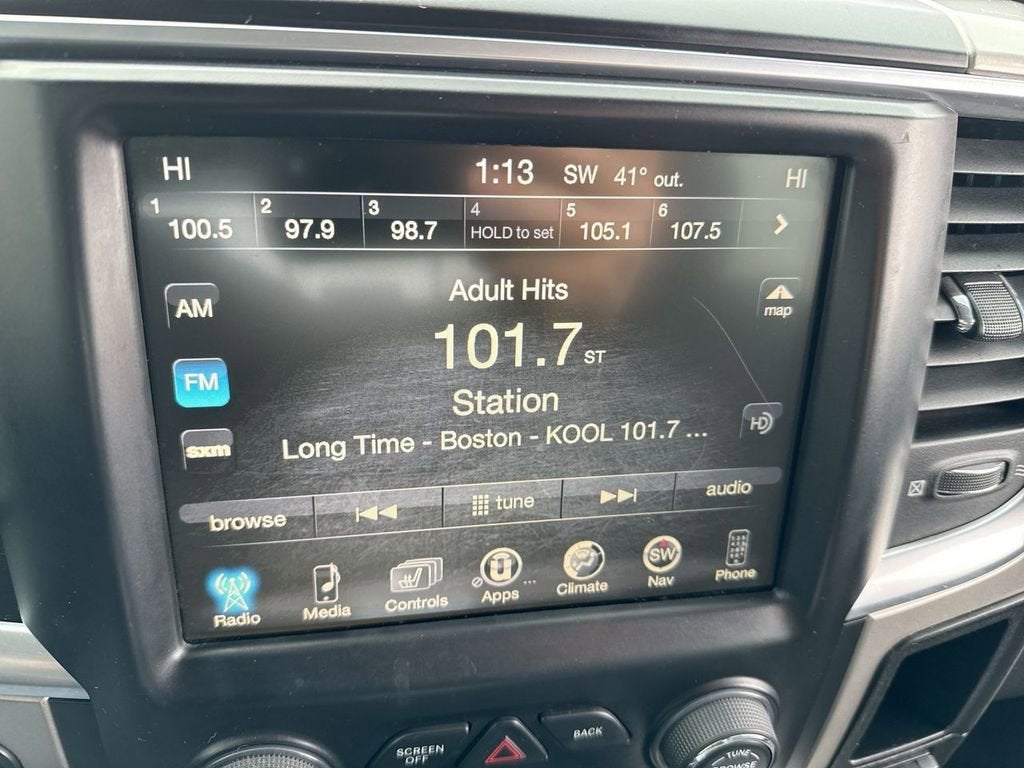 HI 1:13 SW 41° out. HI
1 2 3 4 5 6
100.5 97.9 98.7 HOLD to set 105.1 107.5 >
Adult Hits
AM map
101.7 ST
FM
Station
HD
sxm Long Time - Boston - KOOL 101.7 ...
browse tune audio
Radio Media Controls Apps ... Climate SW Nav Phone
SCREEN BACK
OFF
TUNE
BROWSE